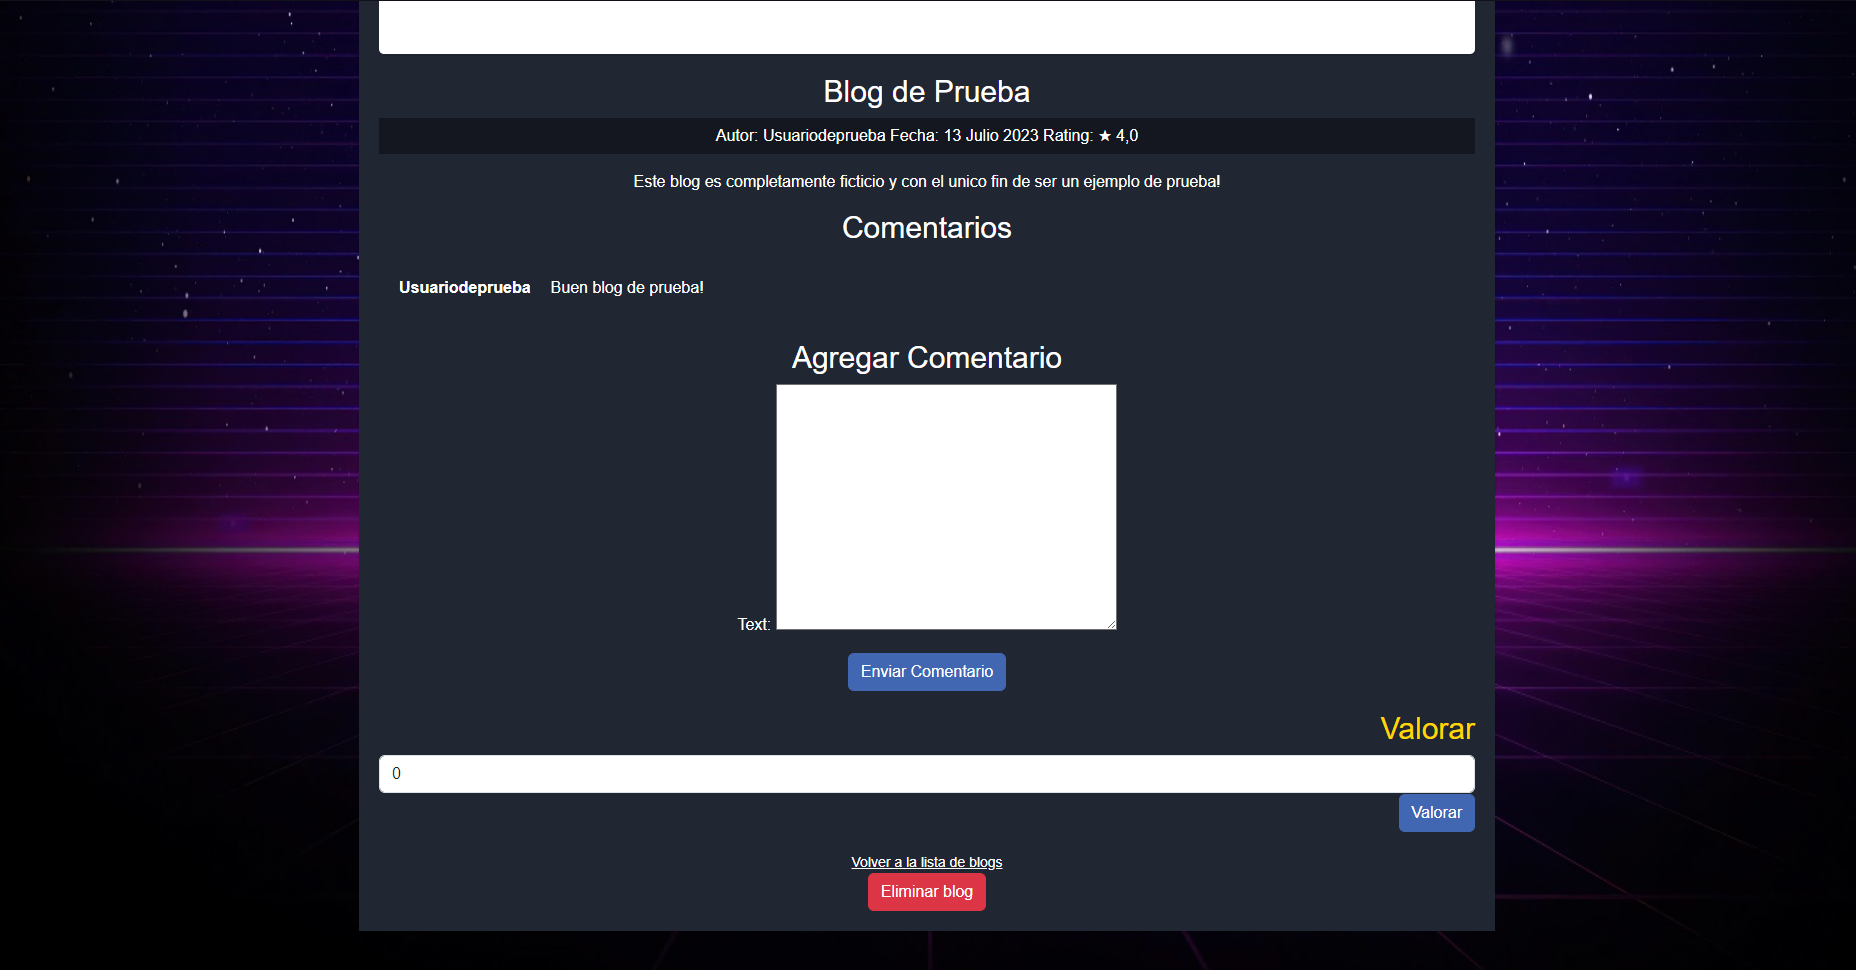 Blog de Prueba
Autor: Usuariodeprueba Fecha: 13 Julio 2023 Rating: ★ 4,0
Este blog es completamente ficticio y con el unico fin de ser un ejemplo de prueba!
Comentarios
Usuariodeprueba Buen blog de prueba!
Agregar Comentario
Text:
Enviar Comentario
Valorar
0
Valorar
Volver a la lista de blogs
Eliminar blog